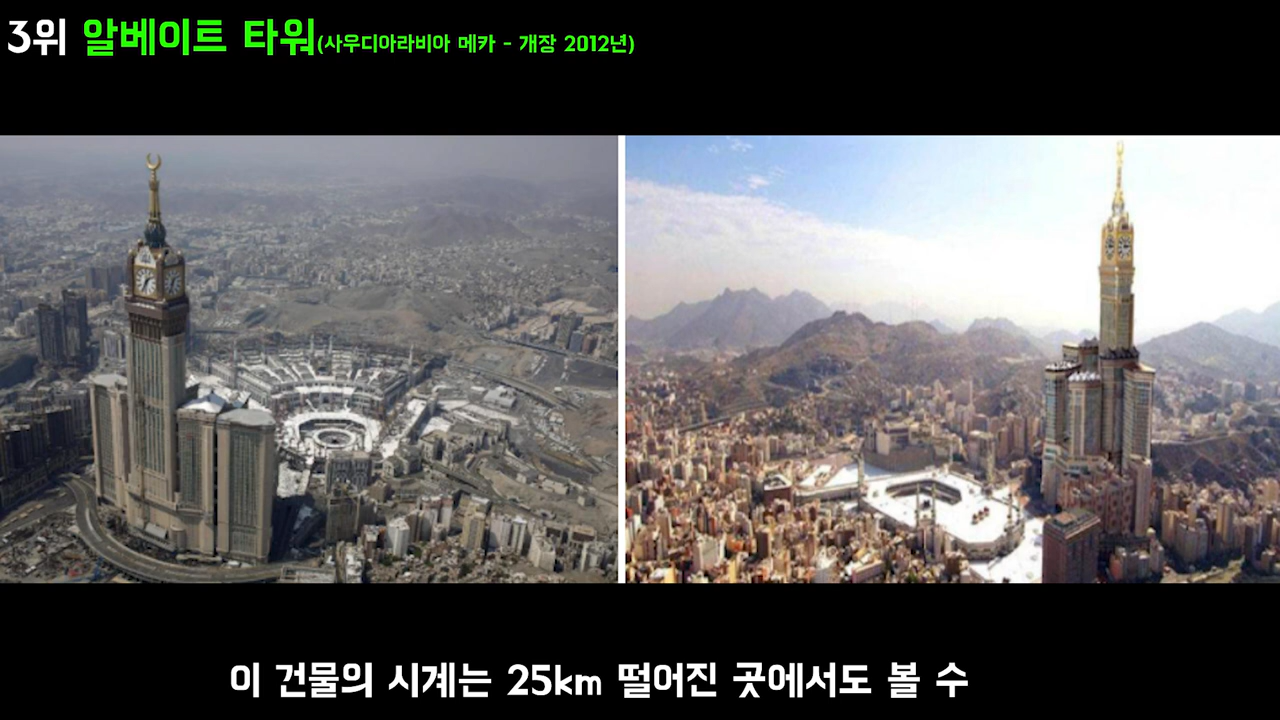 3위 알베이트 타워(사우디아라비아 메카 - 개장 2012년)
이 건물의 시계는 25km 떨어진 곳에서도 볼 수